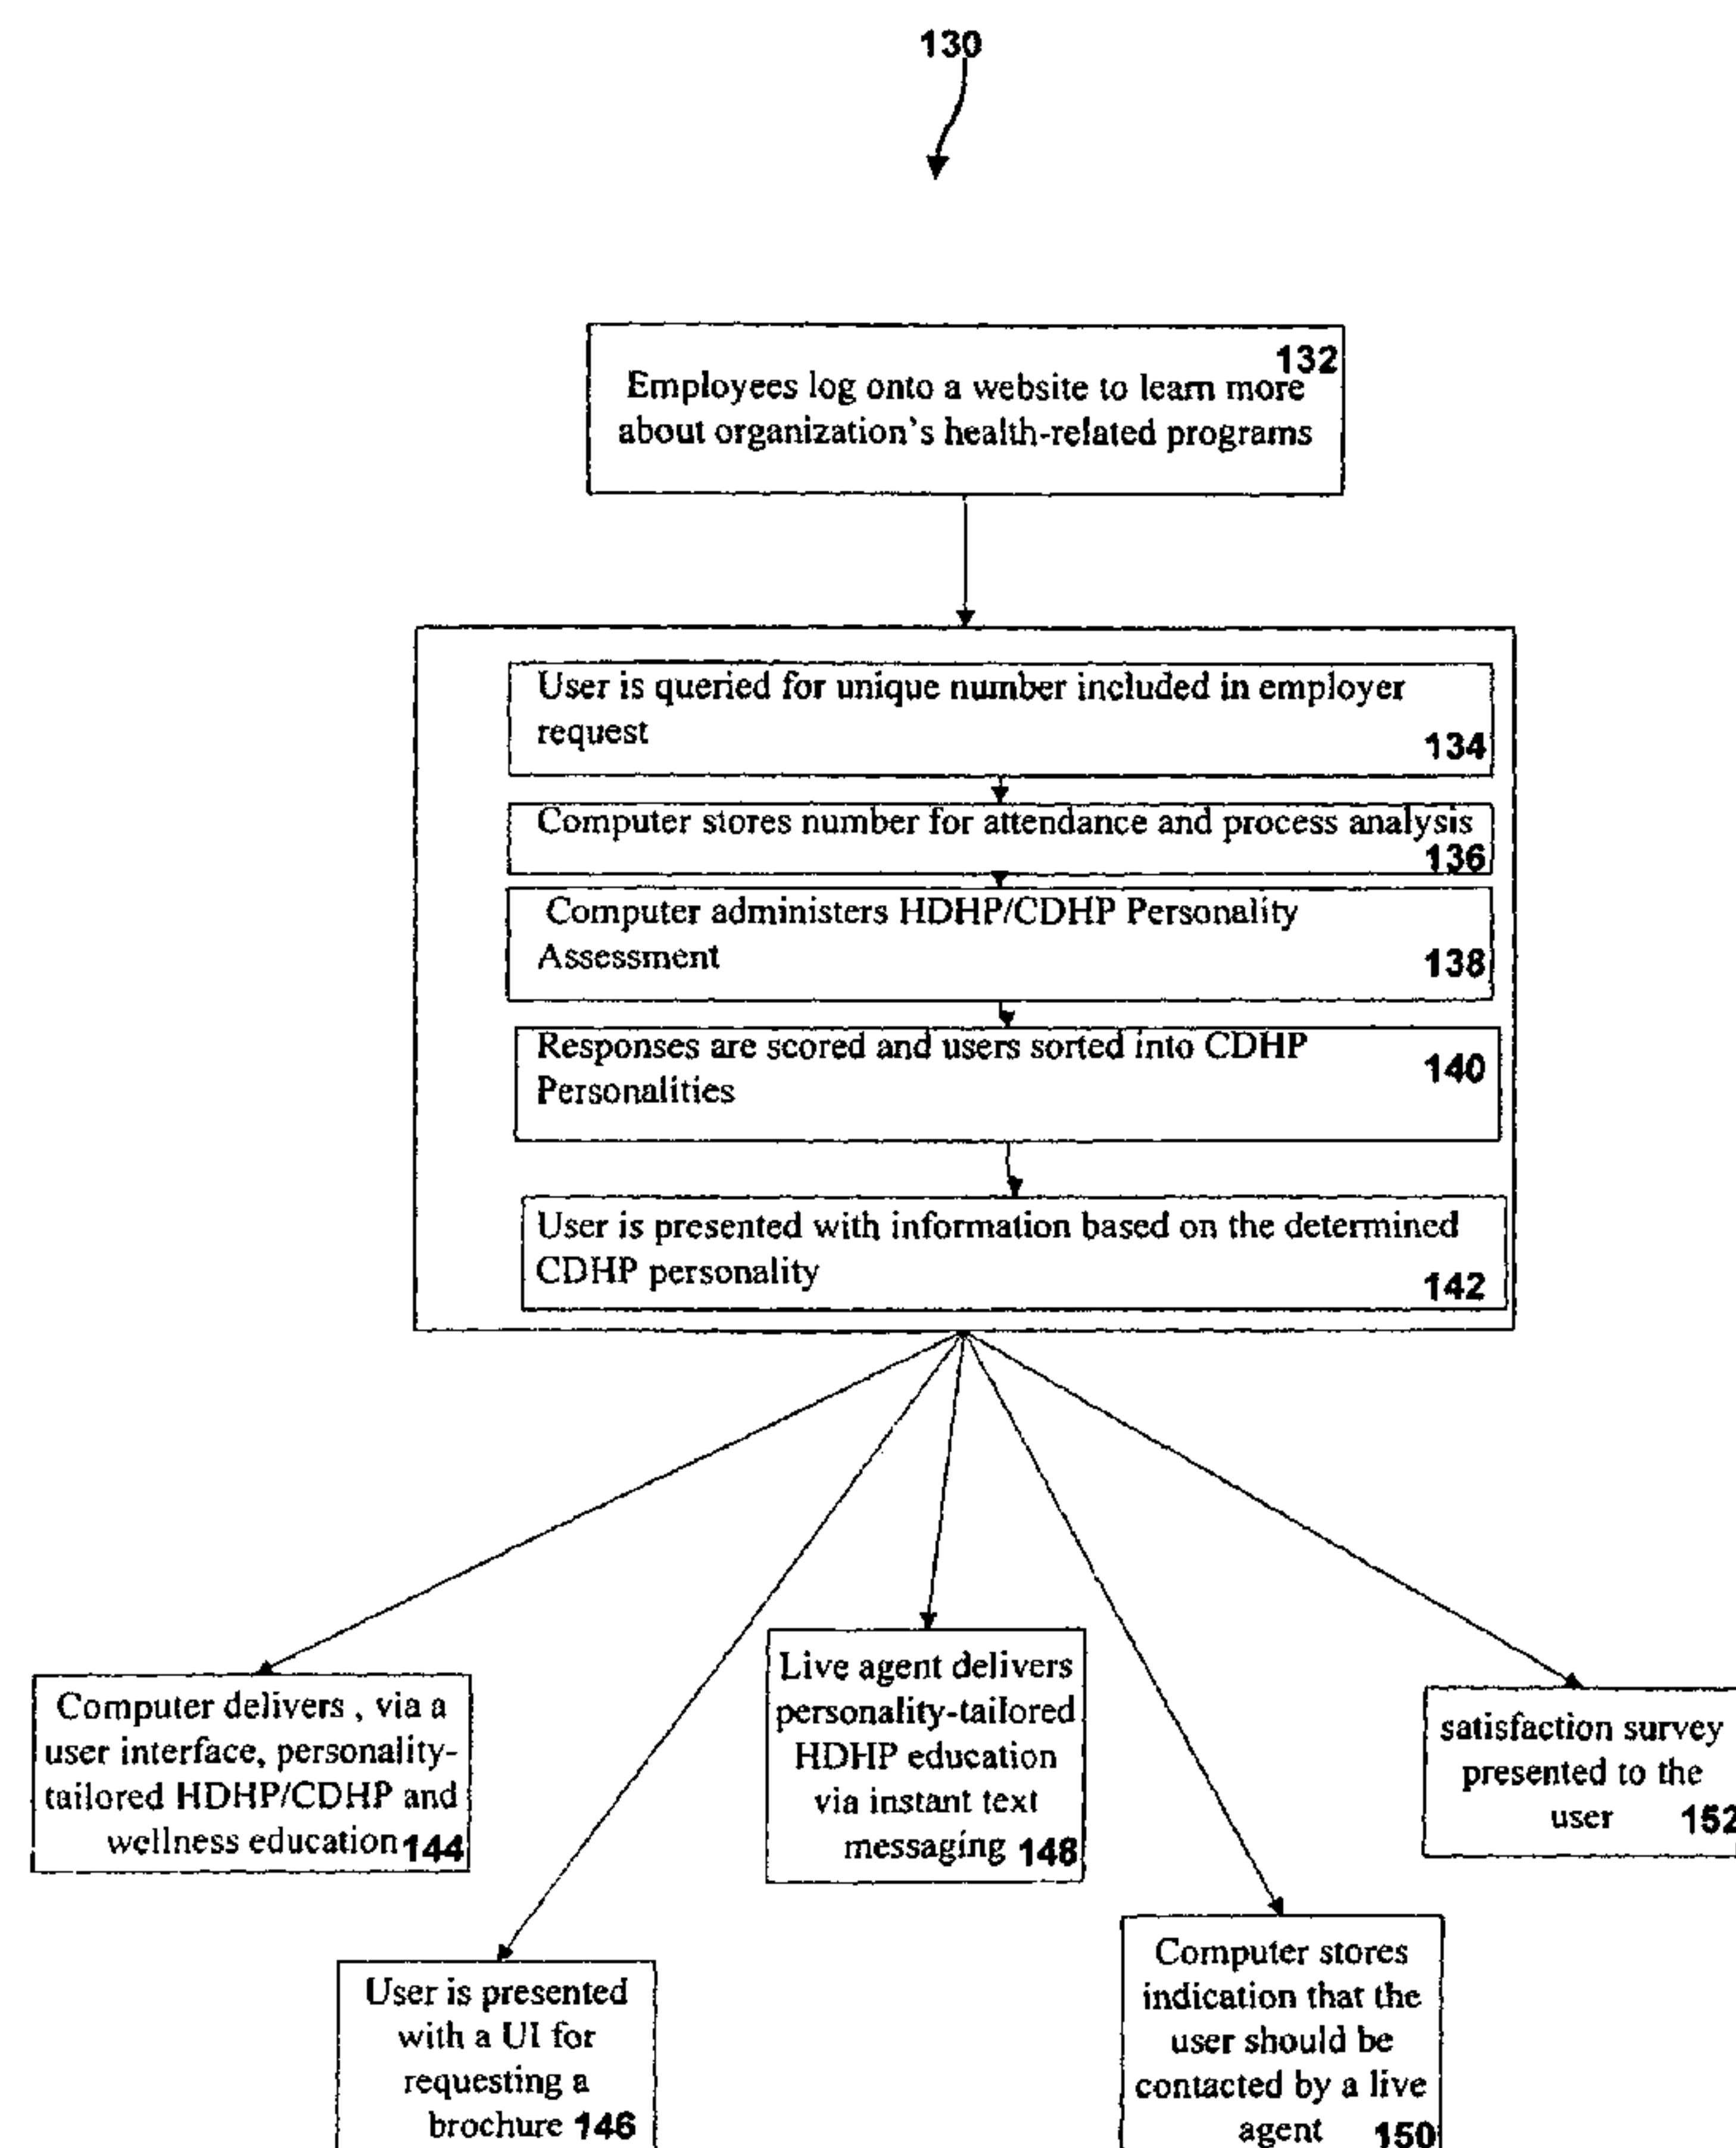 130
132
Employees log onto a website to learn more
about organization's health-related programs
User is queried for unique number included in employer
request 134
Computer stores number for attendance and process analysis
136
Computer administers HDHP/CDHP Personality
Assessment 138
Responses are scored and users sorted into CDHP 140
Personalities
User is presented with information based on the determined
CDHP personality 142
Computer delivers , via a
user interface, personality-
tailored HDHP/CDHP and
wellness education 144
User is presented
with a UI for
requesting a
brochure 146
Live agent delivers
personality-tailored
HDHP education
via instant text
messaging 148
Computer stores
indication that the
user should be
contacted by a live
agent 150
satisfaction survey
presented to the
user 152